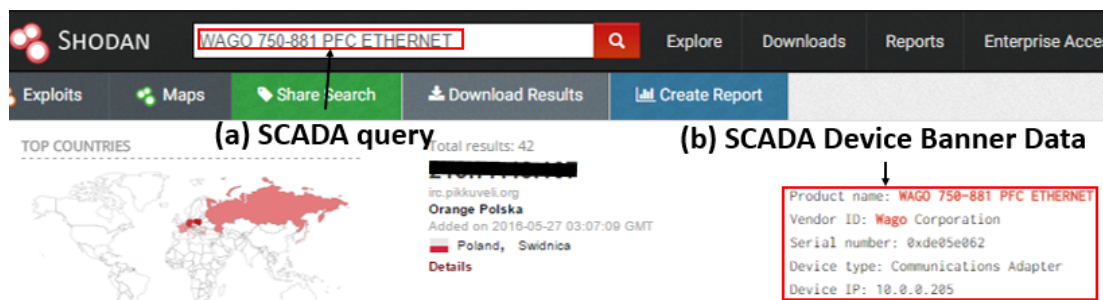 SHODAN
WAGO 750-881 PFC ETHERNET
Explore
Downloads
Reports
Enterprise Acce
Exploits
Maps
Share Search
Download Results
Create Report
(a) SCADA query
(b) SCADA Device Banner Data
TOP COUNTRIES
Total results: 42
irc.pikkuveli.org
Orange Polska
Added on 2016-05-27 03:07:09 GMT
Poland, Swidnica
Details
Product name: WAGO 750-881 PFC ETHERNET
Vendor ID: Wago Corporation
Serial number: 0xde05e062
Device type: Communications Adapter
Device IP: 10.0.0.205